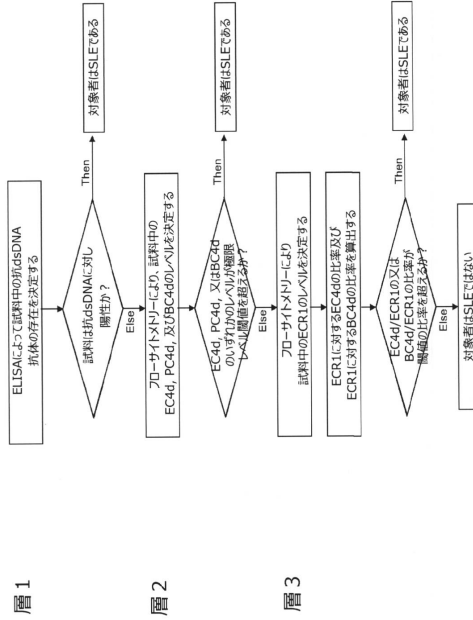 層1
ELISAによって試料中の抗dsDNA
抗体の存在を決定する
試料は抗dsDNAに対し
陽性か？
Then
対象者はSLEである
Else
層2
フローサイトメトリーにより、試料中の
EC4d, PC4d, 及びBC4dのレベルを決定する
EC4d, PC4d, 又はBC4d
のいずれかのレベルが極限
レベル閾値を超えるか？
Then
対象者はSLEである
Else
層3
フローサイトメトリーにより
試料中のECR1のレベルを決定する
ECR1に対するEC4dの比率及び
ECR1に対するBC4dの比率を算出する
EC4d/ECR1の又は
BC4d/ECR1の比率が
閾値の比率を超えるか？
Then
対象者はSLEである
Else
対象者はSLEではない